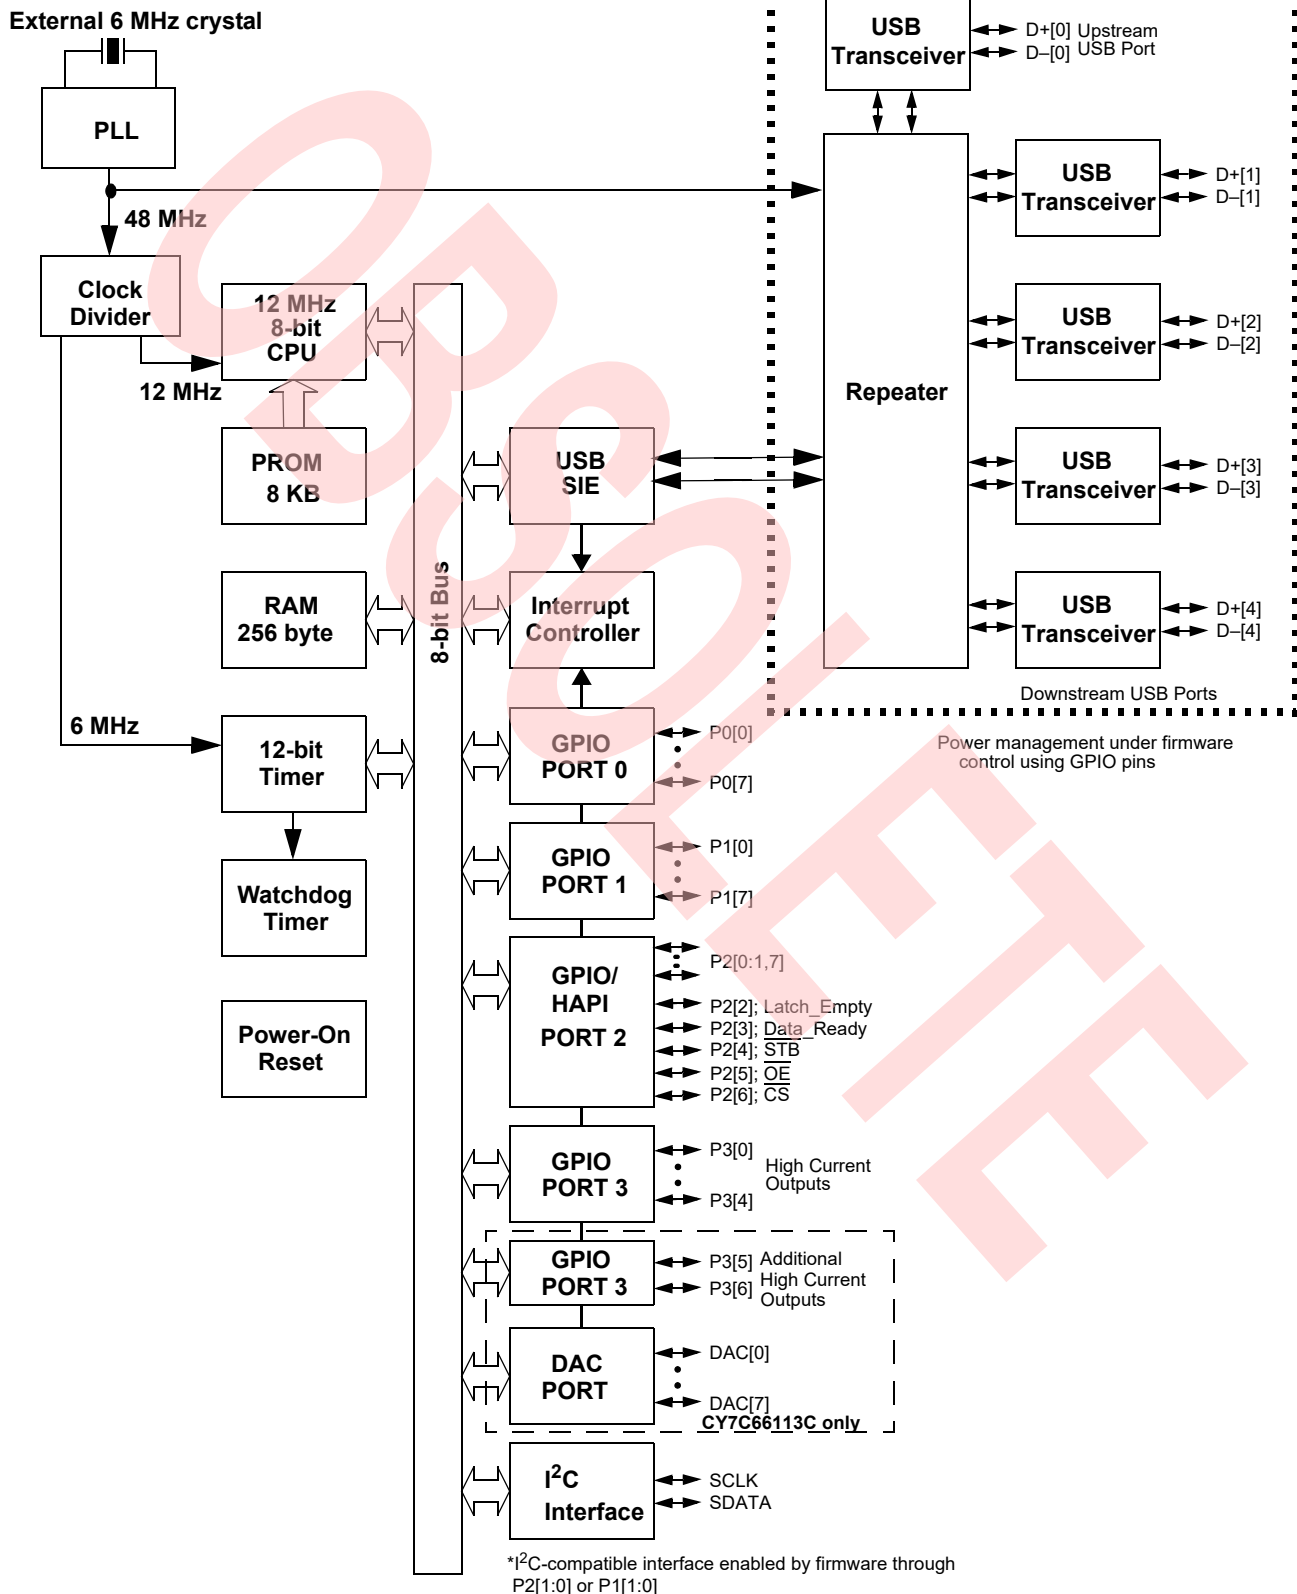 External 6 MHz crystal
PLL
48 MHz
Clock
Divider
12 MHz
8-bit
CPU
12 MHz
PROM
8 KB
RAM
256 byte
6 MHz
12-bit
Timer
Watchdog
Timer
Power-On
Reset
8-bit Bus
USB
SIE
Interrupt
Controller
GPIO
PORT 0
P0[0]
P0[7]
GPIO
PORT 1
P1[0]
P1[7]
GPIO/
HAPI
PORT 2
P2[0:1,7]
P2[2]; Latch_Empty
P2[3]; Data_Ready
P2[4]; STB
P2[5]; OE
P2[6]; CS
GPIO
PORT 3
P3[0]
P3[4]
High Current
Outputs
GPIO
PORT 3
P3[5] Additional
P3[6] High Current
Outputs
DAC
PORT
DAC[0]
DAC[7]
CY7C66113C only
I2C
Interface
SCLK
SDATA
*I2C-compatible interface enabled by firmware through
P2[1:0] or P1[1:0]
USB
Transceiver
D+[0] Upstream
D–[0] USB Port
Repeater
USB
Transceiver
D+[1]
D–[1]
USB
Transceiver
D+[2]
D–[2]
USB
Transceiver
D+[3]
D–[3]
USB
Transceiver
D+[4]
D–[4]
Downstream USB Ports
Power management under firmware
control using GPIO pins
OBSOLETE